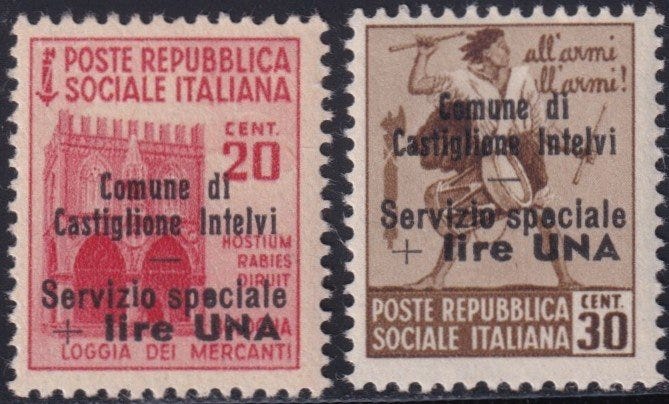 POSTE REPUBBLICA
SOCIALE ITALIANA
CENT.
20
Comune di
Castiglione Intelvi
—
HOSTIUM
RABIES
DIRUIT
Servizio speciale
+ lire UNA
LOGGIA DEI MERCANTI
all'armi
all'armi!
Comune di
Castiglione Intelvi
—
Servizio speciale
+ lire UNA
POSTE REPUBBLICA
SOCIALE ITALIANA
CENT.
30